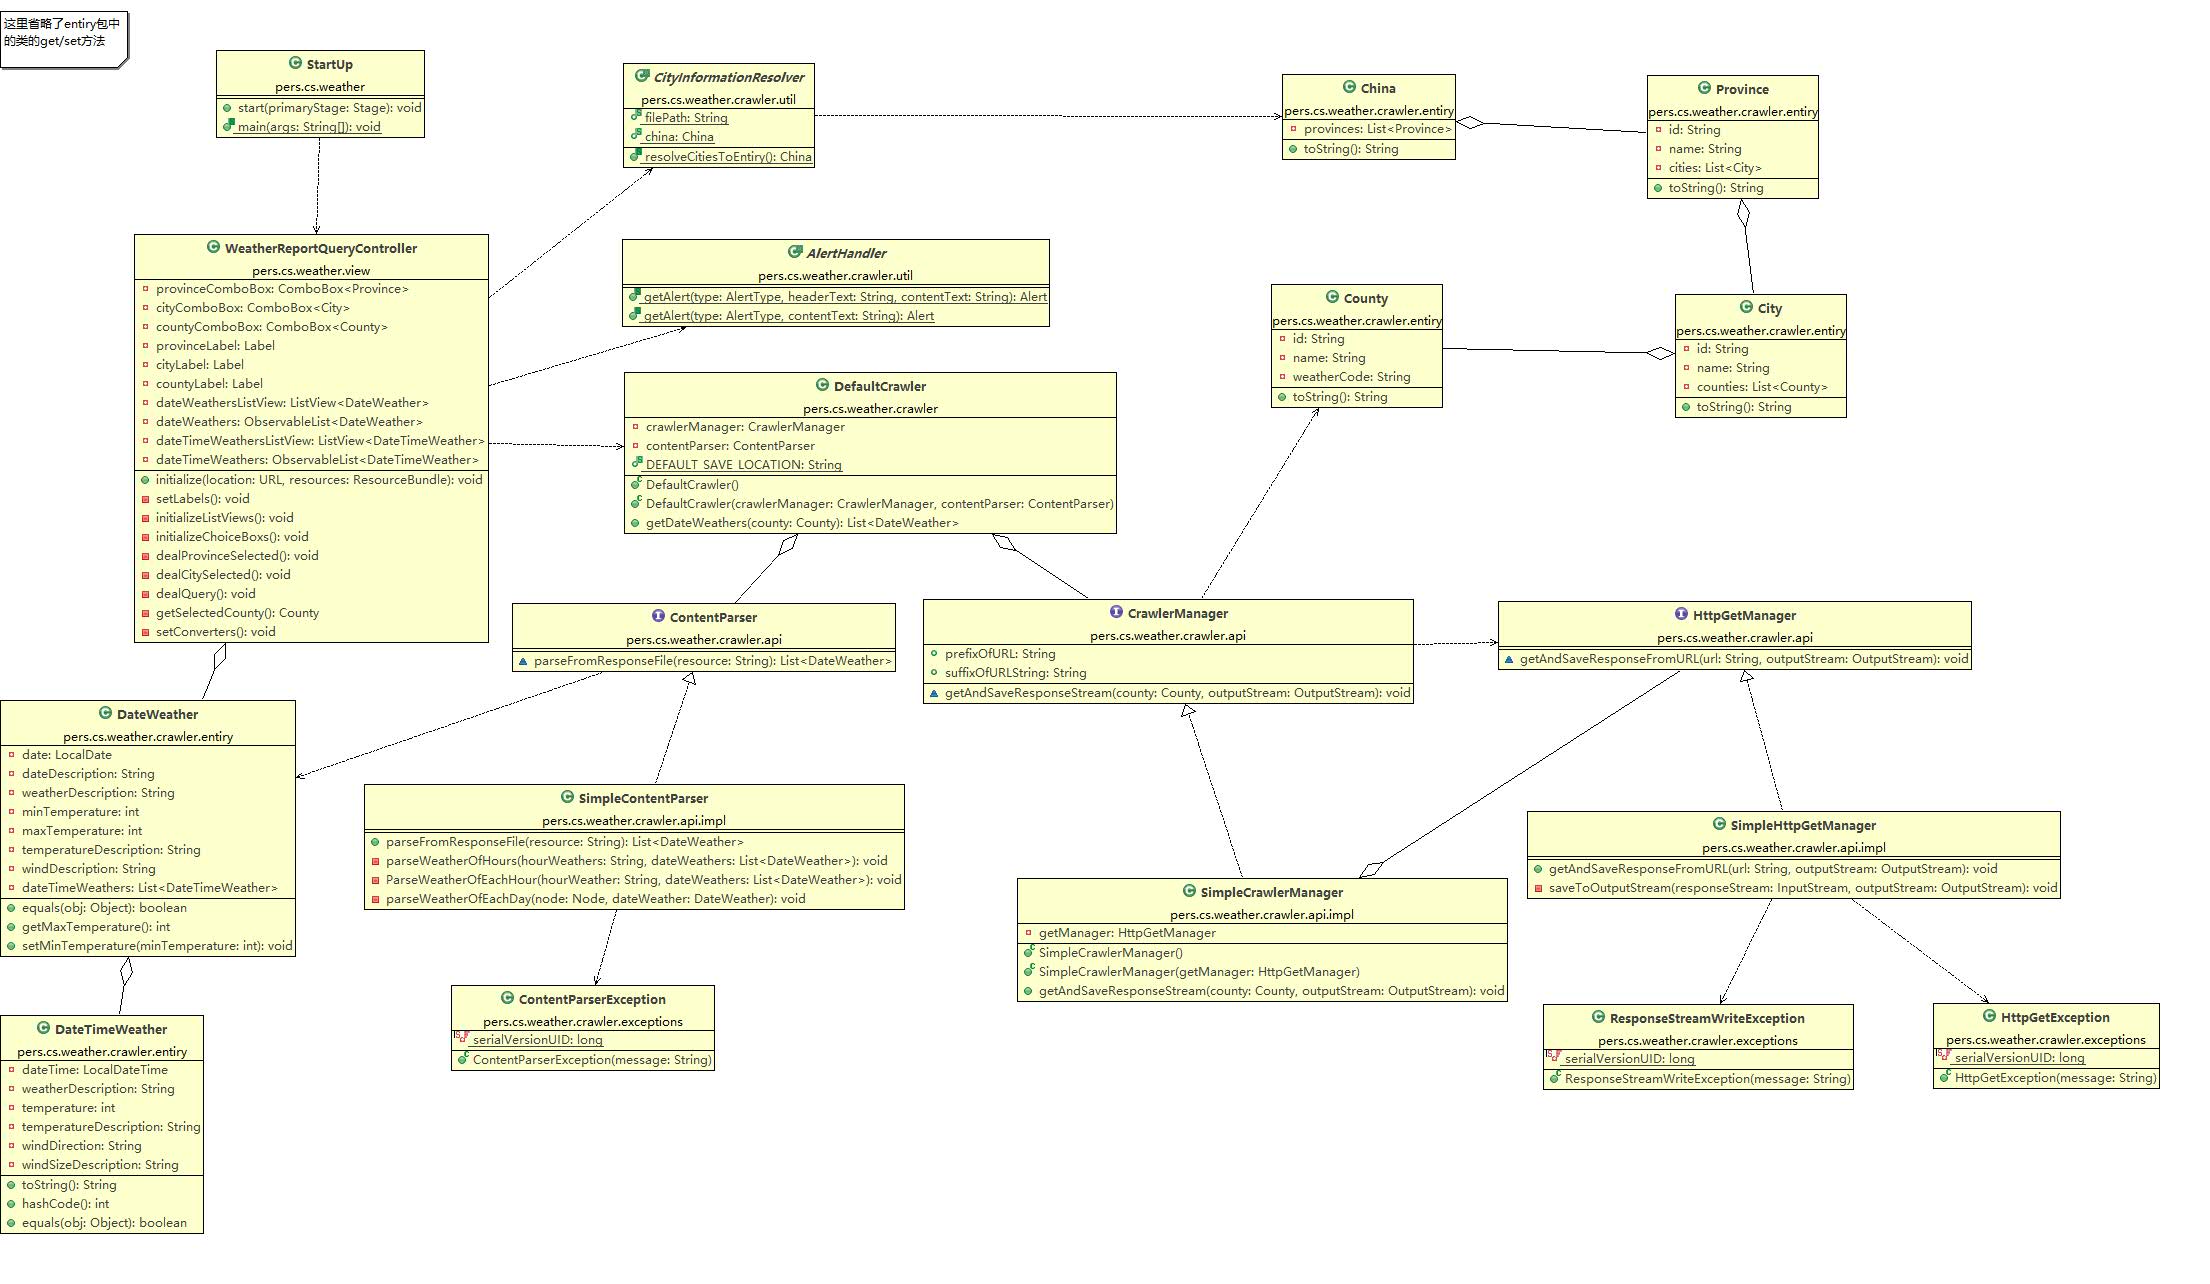 这里省略了entiry包中
的类的get/set方法
StartUp
pers.cs.weather
start(primaryStage: Stage): void
main(args: String[]): void
CityInformationResolver
pers.cs.weather.crawler.util
filePath: String
china: China
resolveCitiesToEntiry(): China
China
pers.cs.weather.crawler.entiry
provinces: List<Province>
toString(): String
Province
pers.cs.weather.crawler.entiry
id: String
name: String
cities: List<City>
toString(): String
WeatherReportQueryController
pers.cs.weather.view
provinceComboBox: ComboBox<Province>
cityComboBox: ComboBox<City>
countyComboBox: ComboBox<County>
provinceLabel: Label
cityLabel: Label
countyLabel: Label
dateWeathersListView: ListView<DateWeather>
dateWeathers: ObservableList<DateWeather>
dateTimeWeathersListView: ListView<DateTimeWeather>
dateTimeWeathers: ObservableList<DateTimeWeather>
initialize(location: URL, resources: ResourceBundle): void
setLabels(): void
initializeListViews(): void
initializeChoiceBoxs(): void
dealProvinceSelected(): void
dealCitySelected(): void
dealQuery(): void
getSelectedCounty(): County
setConverters(): void
AlertHandler
pers.cs.weather.crawler.util
getAlert(type: AlertType, headerText: String, contentText: String): Alert
getAlert(type: AlertType, contentText: String): Alert
County
pers.cs.weather.crawler.entiry
id: String
name: String
weatherCode: String
toString(): String
City
pers.cs.weather.crawler.entiry
id: String
name: String
counties: List<County>
toString(): String
DefaultCrawler
pers.cs.weather.crawler
crawlerManager: CrawlerManager
contentParser: ContentParser
DEFAULT_SAVE_LOCATION: String
DefaultCrawler()
DefaultCrawler(crawlerManager: CrawlerManager, contentParser: ContentParser)
getDateWeathers(county: County): List<DateWeather>
ContentParser
pers.cs.weather.crawler.api
parseFromResponseFile(resource: String): List<DateWeather>
CrawlerManager
pers.cs.weather.crawler.api
prefixOfURL: String
suffixOfURLString: String
getAndSaveResponseStream(county: County, outputStream: OutputStream): void
HttpGetManager
pers.cs.weather.crawler.api
getAndSaveResponseFromURL(url: String, outputStream: OutputStream): void
DateWeather
pers.cs.weather.crawler.entiry
date: LocalDate
dateDescription: String
weatherDescription: String
minTemperature: int
maxTemperature: int
temperatureDescription: String
windDescription: String
dateTimeWeathers: List<DateTimeWeather>
equals(obj: Object): boolean
getMaxTemperature(): int
setMinTemperature(minTemperature: int): void
SimpleContentParser
pers.cs.weather.crawler.api.impl
parseFromResponseFile(resource: String): List<DateWeather>
parseWeatherOfHours(hourWeathers: String, dateWeathers: List<DateWeather>): void
ParseWeatherOfEachHour(hourWeather: String, dateWeathers: List<DateWeather>): void
parseWeatherOfEachDay(node: Node, dateWeather: DateWeather): void
SimpleHttpGetManager
pers.cs.weather.crawler.api.impl
getAndSaveResponseFromURL(url: String, outputStream: OutputStream): void
saveToOutputStream(responseStream: InputStream, outputStream: OutputStream): void
SimpleCrawlerManager
pers.cs.weather.crawler.api.impl
getManager: HttpGetManager
SimpleCrawlerManager()
SimpleCrawlerManager(getManager: HttpGetManager)
getAndSaveResponseStream(county: County, outputStream: OutputStream): void
ContentParserException
pers.cs.weather.crawler.exceptions
serialVersionUID: long
ContentParserException(message: String)
ResponseStreamWriteException
pers.cs.weather.crawler.exceptions
serialVersionUID: long
ResponseStreamWriteException(message: String)
HttpGetException
pers.cs.weather.crawler.exceptions
serialVersionUID: long
HttpGetException(message: String)
DateTimeWeather
pers.cs.weather.crawler.entiry
dateTime: LocalDateTime
weatherDescription: String
temperature: int
temperatureDescription: String
windDirection: String
windSizeDescription: String
toString(): String
hashCode(): int
equals(obj: Object): boolean